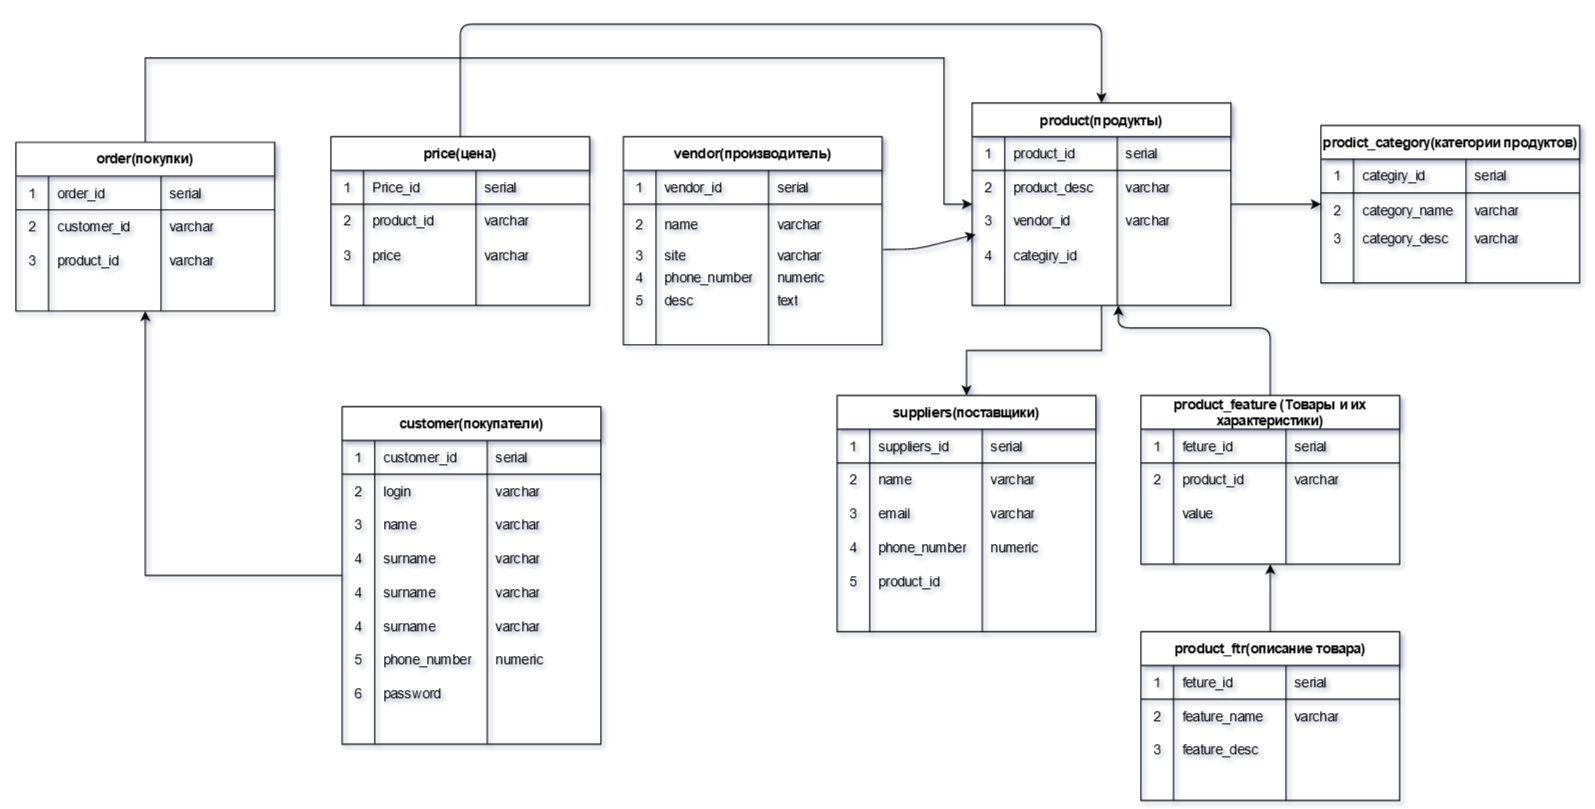 order(покупки)
1 order_id serial
2 customer_id varchar
3 product_id varchar
price(цена)
1 Price_id serial
2 product_id varchar
3 price varchar
vendor(производитель)
1 vendor_id serial
2 name varchar
3 site varchar
4 phone_number numeric
5 desc text
product(продукты)
1 product_id serial
2 product_desc varchar
3 vendor_id varchar
4 categiry_id
prodict_category(категории продуктов)
1 categiry_id serial
2 category_name varchar
3 category_desc varchar
customer(покупатели)
1 customer_id serial
2 login varchar
3 name varchar
4 surname varchar
4 surname varchar
4 surname varchar
5 phone_number numeric
6 password
suppliers(поставщики)
1 suppliers_id serial
2 name varchar
3 email varchar
4 phone_number numeric
5 product_id
product_feature (Товары и их
характеристики)
1 feture_id serial
2 product_id varchar
value
product_ftr(описание товара)
1 feture_id serial
2 feature_name varchar
3 feature_desc